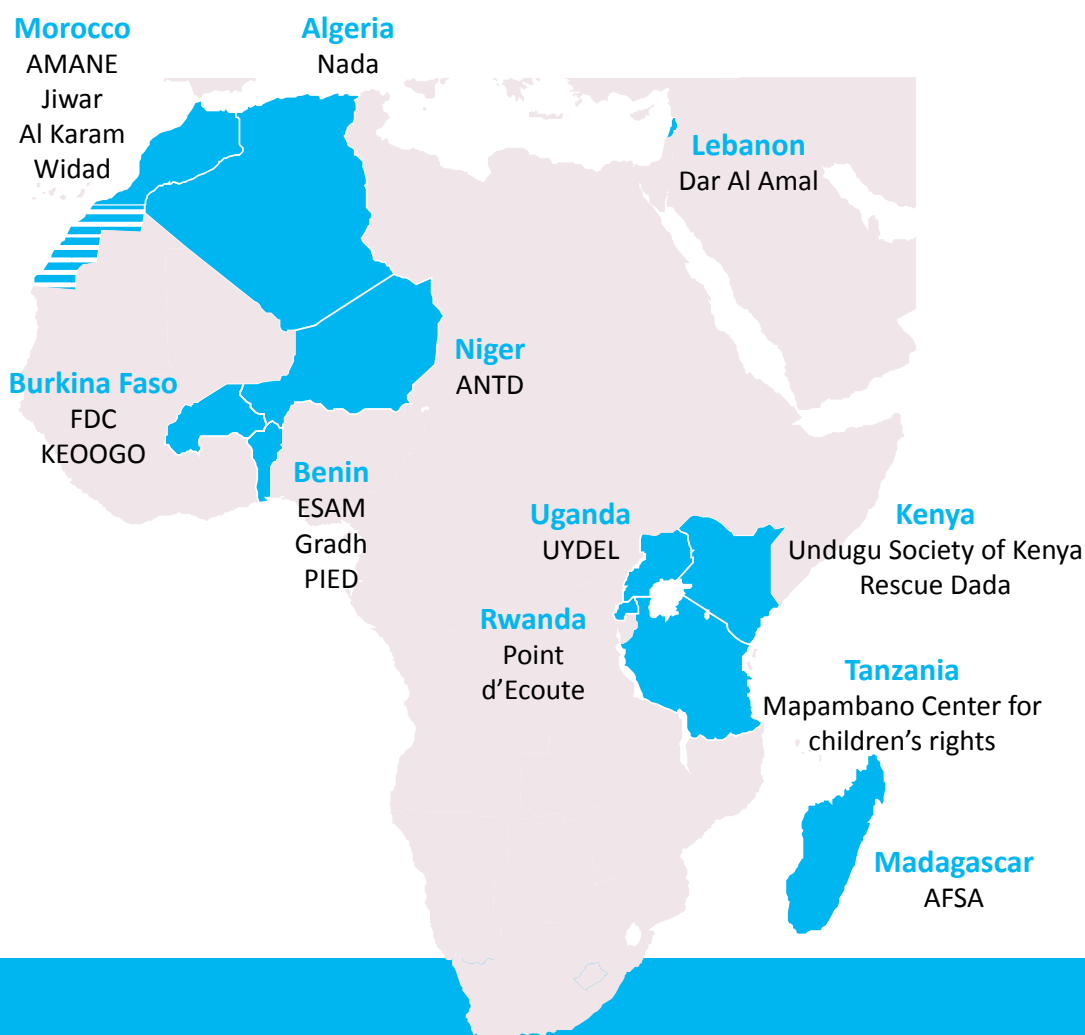 Morocco
AMANE
Jiwar
Al Karam
Widad
Algeria
Nada
Lebanon
Dar Al Amal
Niger
ANTD
Burkina Faso
FDC
KEOOGO
Benin
ESAM
Gradh
PIED
Uganda
UYDEL
Kenya
Undugu Society of Kenya
Rescue Dada
Rwanda
Point
d’Ecoute
Tanzania
Mapambano Center for
children’s rights
Madagascar
AFSA